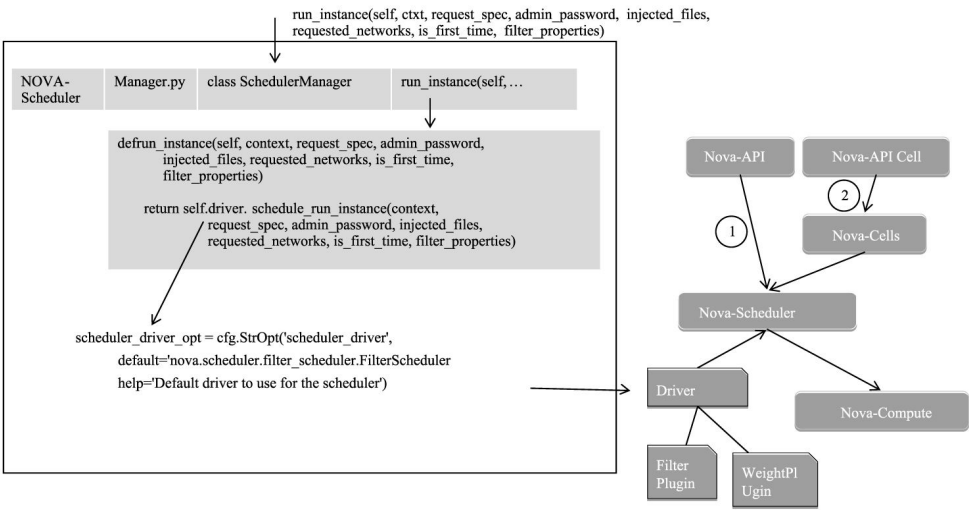 run_instance(self, ctxt, request_spec, admin_password, injected_files,
requested_networks, is_first_time, filter_properties)
NOVA-
Scheduler
Manager.py
class SchedulerManager
run_instance(self, …
defrun_instance(self, context, request_spec, admin_password,
injected_files, requested_networks, is_first_time,
filter_properties)
return self.driver. schedule_run_instance(context,
request_spec, admin_password, injected_files,
requested_networks, is_first_time, filter_properties)
scheduler_driver_opt = cfg.StrOpt('scheduler_driver',
default='nova.scheduler.filter_scheduler.FilterScheduler
help='Default driver to use for the scheduler')
Nova-API
Nova-API Cell
1
2
Nova-Cells
Nova-Scheduler
Driver
Nova-Compute
Filter
Plugin
WeightPl
Ugin